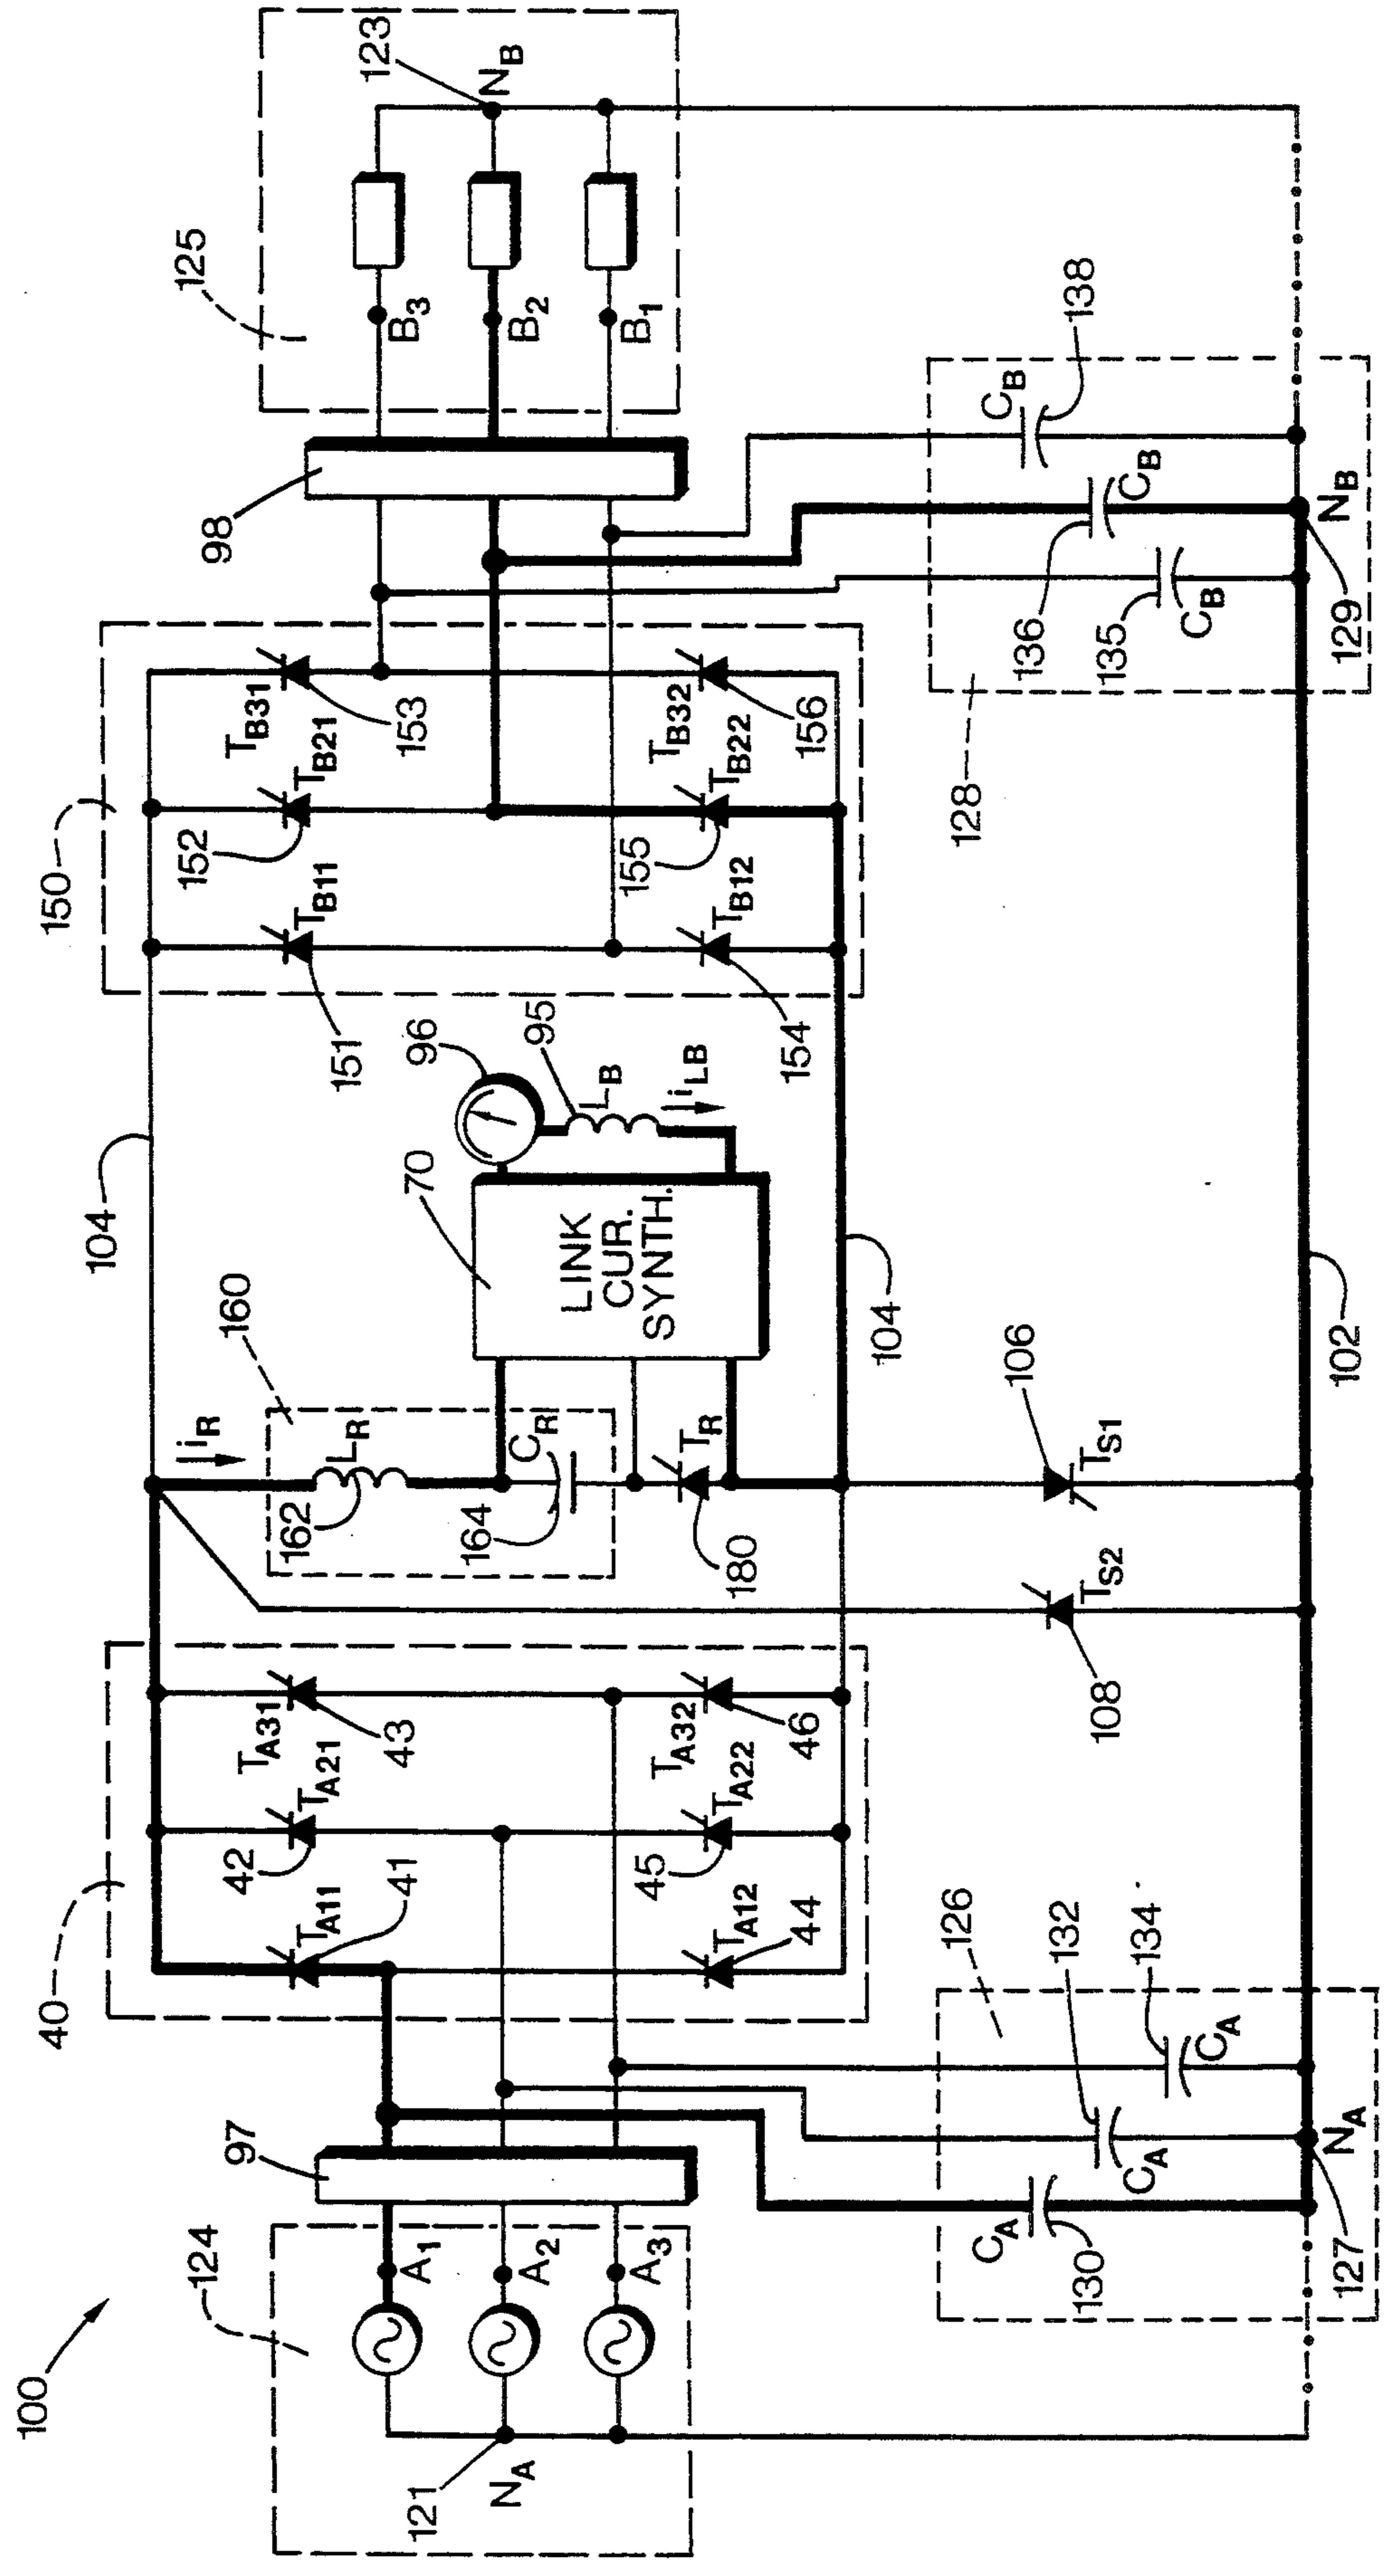 100
124
A1
A2
A3
121
NA
97
40
TA11
41
TA21
42
TA31
43
TA12
44
TA22
45
TA32
46
126
CA
130
CA
132
CA
134
NA
127
TS2
108
TS1
106
102
104
iR
160
LR
162
CR
164
TR
180
LINK
CUR.
SYNTH.
70
96
95
LB
iLB
104
150
TB11
151
TB21
152
TB31
153
TB12
154
TB22
155
TB32
156
98
125
B3
B2
B1
123
NB
128
CB
135
CB
136
CB
138
NB
129